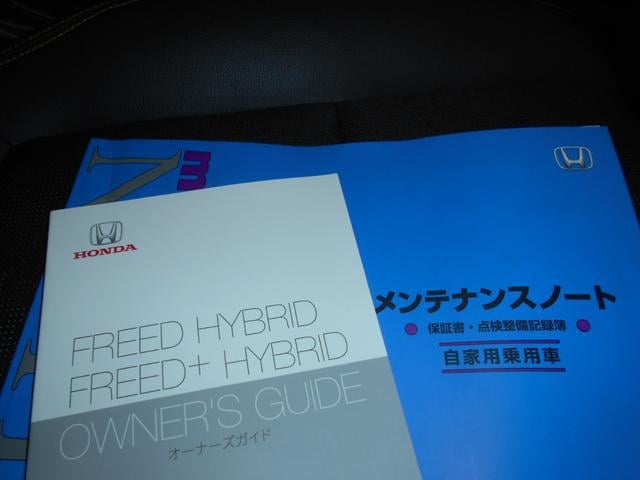 HONDA
FREED HYBRID
FREED+ HYBRID
OWNER'S GUIDE
オーナーズガイド
メンテナンスノート
保証書・点検整備記録簿
自家用乗用車